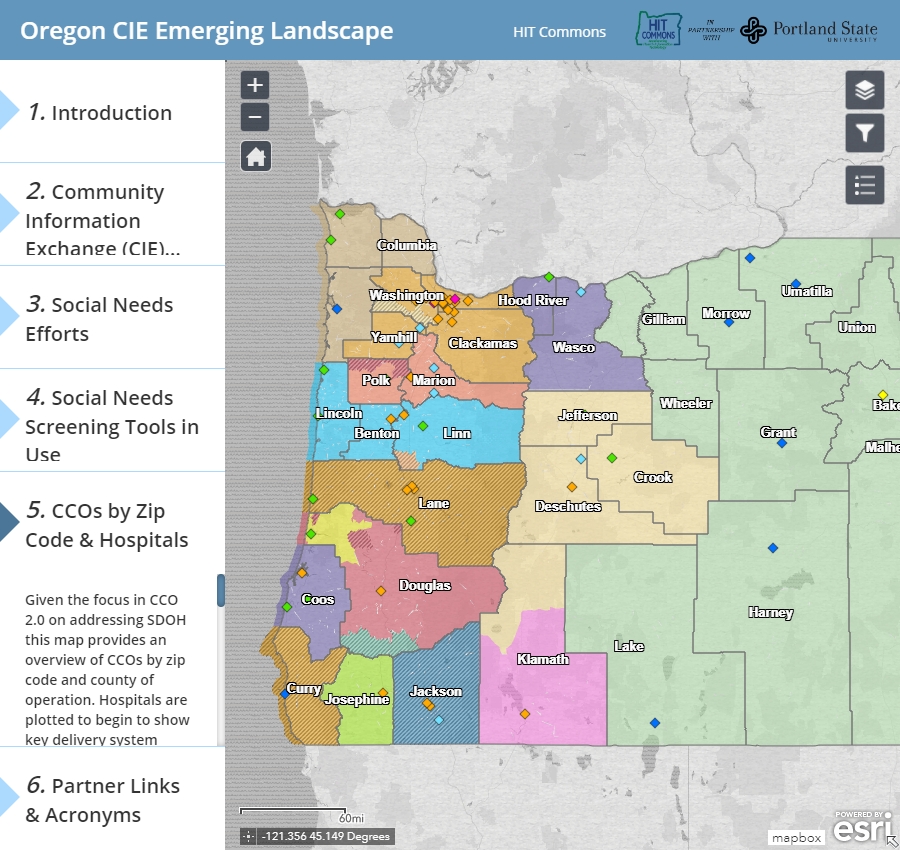 Oregon CIE Emerging Landscape
HIT Commons
HIT
COMMONS
IN
PARTNERSHIP
WITH
Portland State
UNIVERSITY
1. Introduction
2. Community
Information
Exchange (CIE)...
3. Social Needs
Efforts
4. Social Needs
Screening Tools in
Use
5. CCOs by Zip
Code & Hospitals
Given the focus in CCO
2.0 on addressing SDOH
this map provides an
overview of CCOs by zip
code and county of
operation. Hospitals are
plotted to begin to show
key delivery system
6. Partner Links
& Acronyms
+
−
Columbia
Washington
Hood River
Umatilla
Gilliam
Morrow
Union
Yamhill
Clackamas
Wasco
Polk
Marion
Wheeler
Bake
Lincoln
Jefferson
Benton
Linn
Grant
Malhe
Crook
Lane
Deschutes
Douglas
Coos
Harney
Lake
Klamath
Curry
Josephine
Jackson
60mi
-121.356 45.149 Degrees
mapbox
POWERED BY
esri